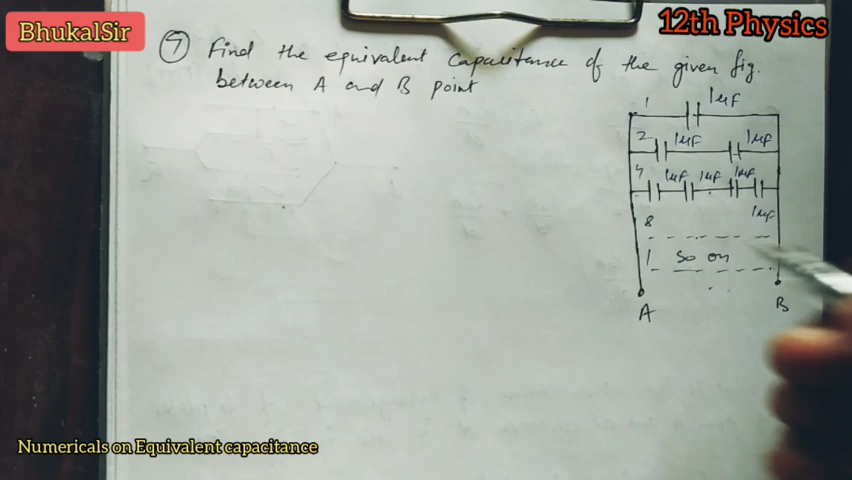 BhukalSir
12th Physics
7 Find the equivalent capacitance of the given fig.
between A and B point
1 1μF
2 1μF 1μF
4 1μF 1μF 1μF
1μF
8
1 so on
A B
Numericals on Equivalent capacitance